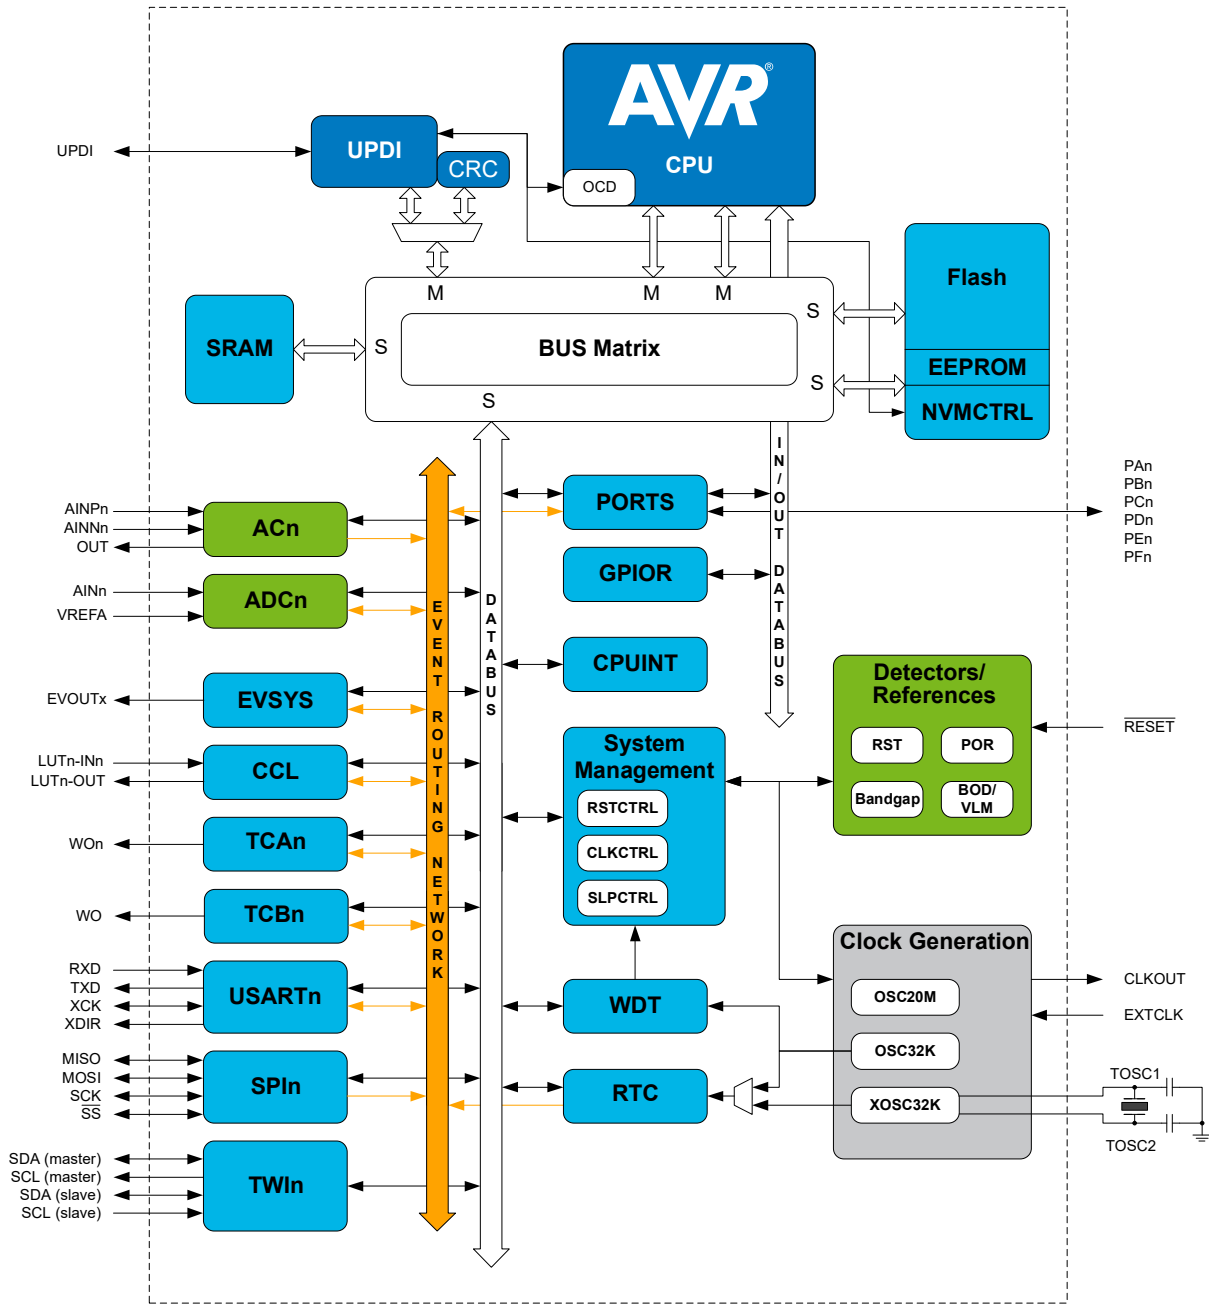 AVR®
CPU
OCD
UPDI
UPDI
CRC
M
M
M
S
S
S
S
BUS Matrix
SRAM
Flash
EEPROM
NVMCTRL
IN/OUT DATABUS
DATABUS
EVENT ROUTING NETWORK
AINPn
AINNn
OUT
ACn
AINn
VREFA
ADCn
EVOUTx
EVSYS
LUTn-INn
LUTn-OUT
CCL
WOn
TCAn
WO
TCBn
RXD
TXD
XCK
XDIR
USARTn
MISO
MOSI
SCK
SS
SPIn
SDA (master)
SCL (master)
SDA (slave)
SCL (slave)
TWIn
PORTS
GPIOR
CPUINT
System
Management
RSTCTRL
CLKCTRL
SLPCTRL
WDT
RTC
PAn
PBn
PCn
PDn
PEn
PFn
Detectors/
References
RST
POR
Bandgap
BOD/
VLM
RESET
Clock Generation
OSC20M
OSC32K
XOSC32K
CLKOUT
EXTCLK
TOSC1
TOSC2